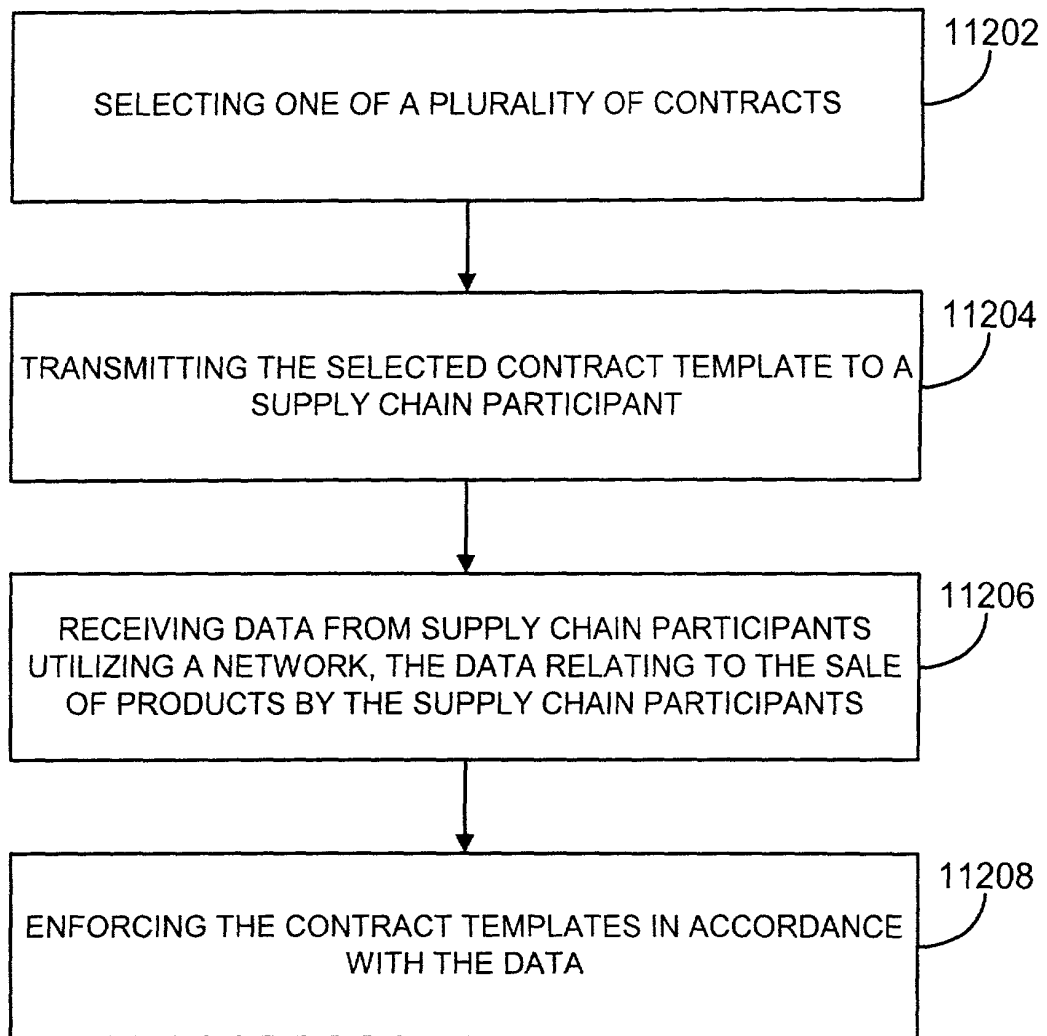 11202
SELECTING ONE OF A PLURALITY OF CONTRACTS
11204
TRANSMITTING THE SELECTED CONTRACT TEMPLATE TO A
SUPPLY CHAIN PARTICIPANT
11206
RECEIVING DATA FROM SUPPLY CHAIN PARTICIPANTS
UTILIZING A NETWORK, THE DATA RELATING TO THE SALE
OF PRODUCTS BY THE SUPPLY CHAIN PARTICIPANTS
11208
ENFORCING THE CONTRACT TEMPLATES IN ACCORDANCE
WITH THE DATA